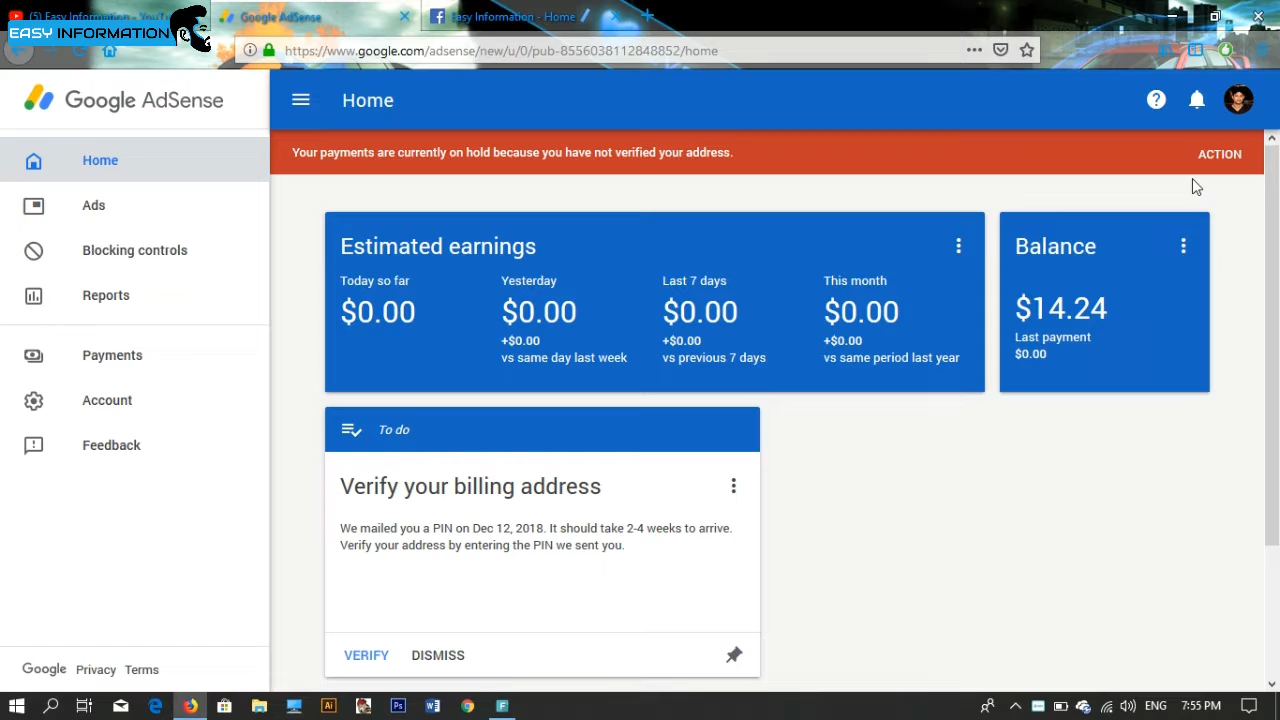 (5) Easy Information - YouT
Google AdSense
Easy Information - Home
EASY INFORMATION
https://www.google.com/adsense/new/u/0/pub-8556038112848852/home
Google AdSense
Home
Your payments are currently on hold because you have not verified your address.
ACTION
Home
Ads
Blocking controls
Reports
Payments
Account
Feedback
Estimated earnings
Today so far
Yesterday
Last 7 days
This month
$0.00
$0.00
$0.00
$0.00
+$0.00
+$0.00
+$0.00
vs same day last week
vs previous 7 days
vs same period last year
Balance
$14.24
Last payment
$0.00
To do
Verify your billing address
We mailed you a PIN on Dec 12, 2018. It should take 2-4 weeks to arrive.
Verify your address by entering the PIN we sent you.
VERIFY DISMISS
Google Privacy Terms
ENG 7:55 PM